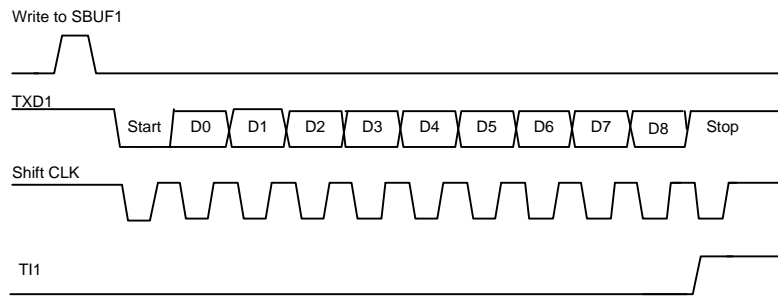 Write to SBUF1
TXD1
Start D0 D1 D2 D3 D4 D5 D6 D7 D8 Stop
Shift CLK
TI1